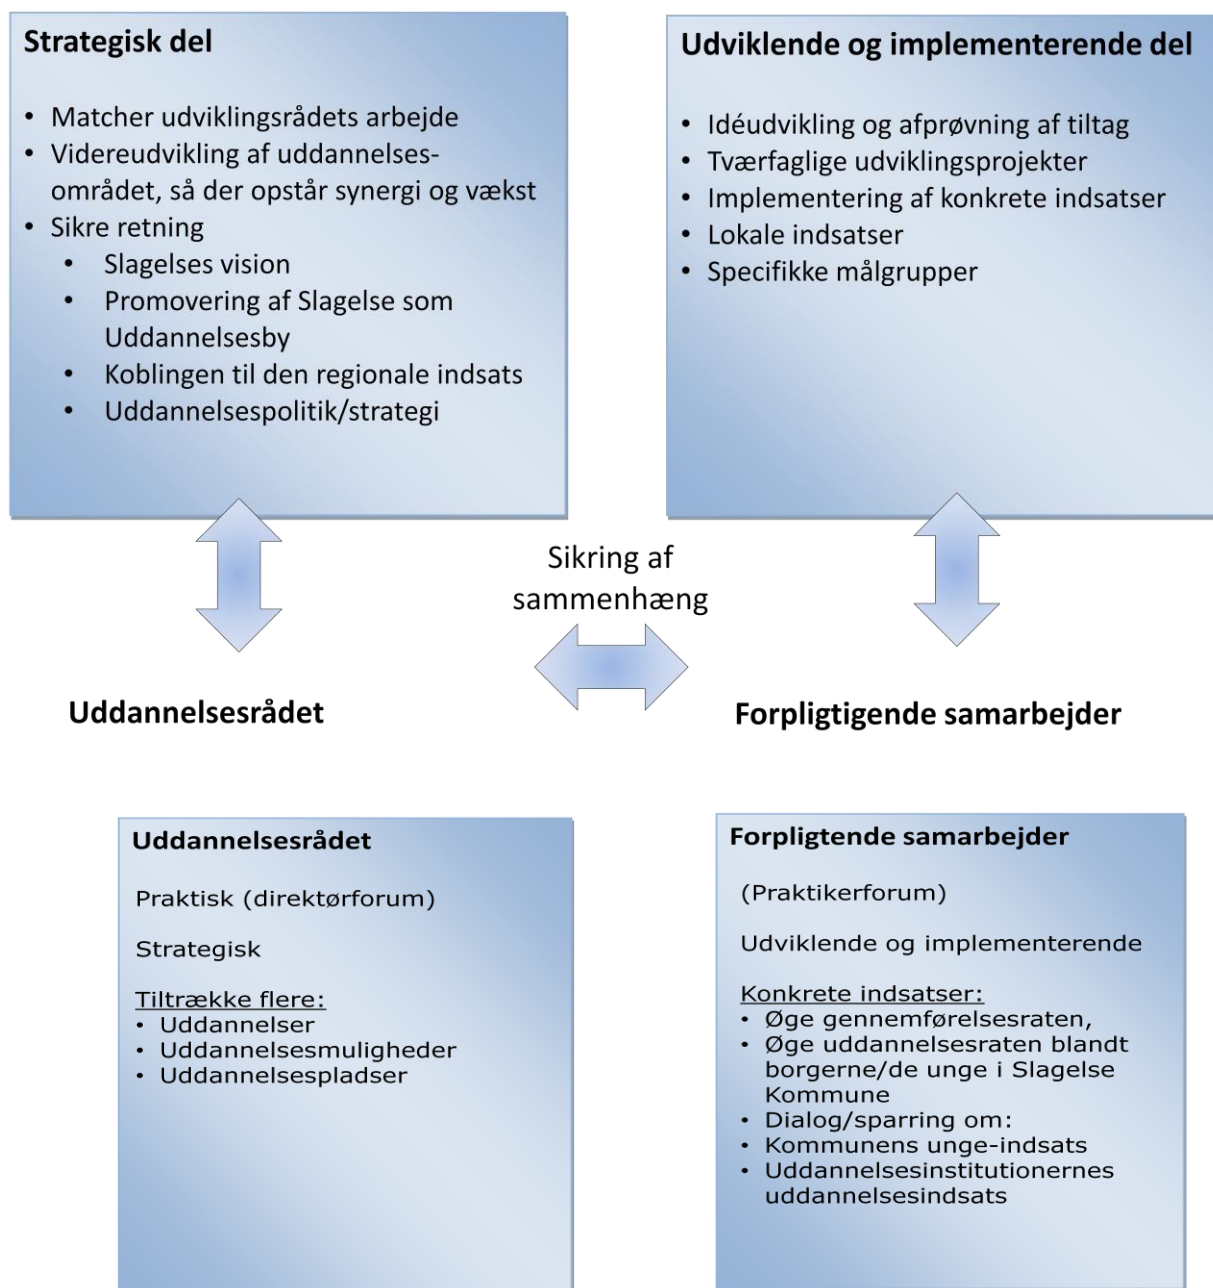 Strategisk del
• Matcher udviklingsrådets arbejde
• Videreudvikling af uddannelses-
området, så der opstår synergi og vækst
• Sikre retning
• Slagelses vision
• Promovering af Slagelse som
Uddannelsesby
• Koblingen til den regionale indsats
• Uddannelsespolitik/strategi
Udviklende og implementerende del
• Idéudvikling og afprøvning af tiltag
• Tværfaglige udviklingsprojekter
• Implementering af konkrete indsatser
• Lokale indsatser
• Specifikke målgrupper
Sikring af
sammenhæng
Uddannelsesrådet
Forpligtigende samarbejder
Uddannelsesrådet
Praktisk (direktørforum)
Strategisk
Tiltrække flere:
• Uddannelser
• Uddannelsesmuligheder
• Uddannelsespladser
Forpligtende samarbejder
(Praktikerforum)
Udviklende og implementerende
Konkrete indsatser:
• Øge gennemførelsesraten,
• Øge uddannelsesraten blandt
borgerne/de unge i Slagelse
Kommune
• Dialog/sparring om:
• Kommunens unge-indsats
• Uddannelsesinstitutionernes
uddannelsesindsats